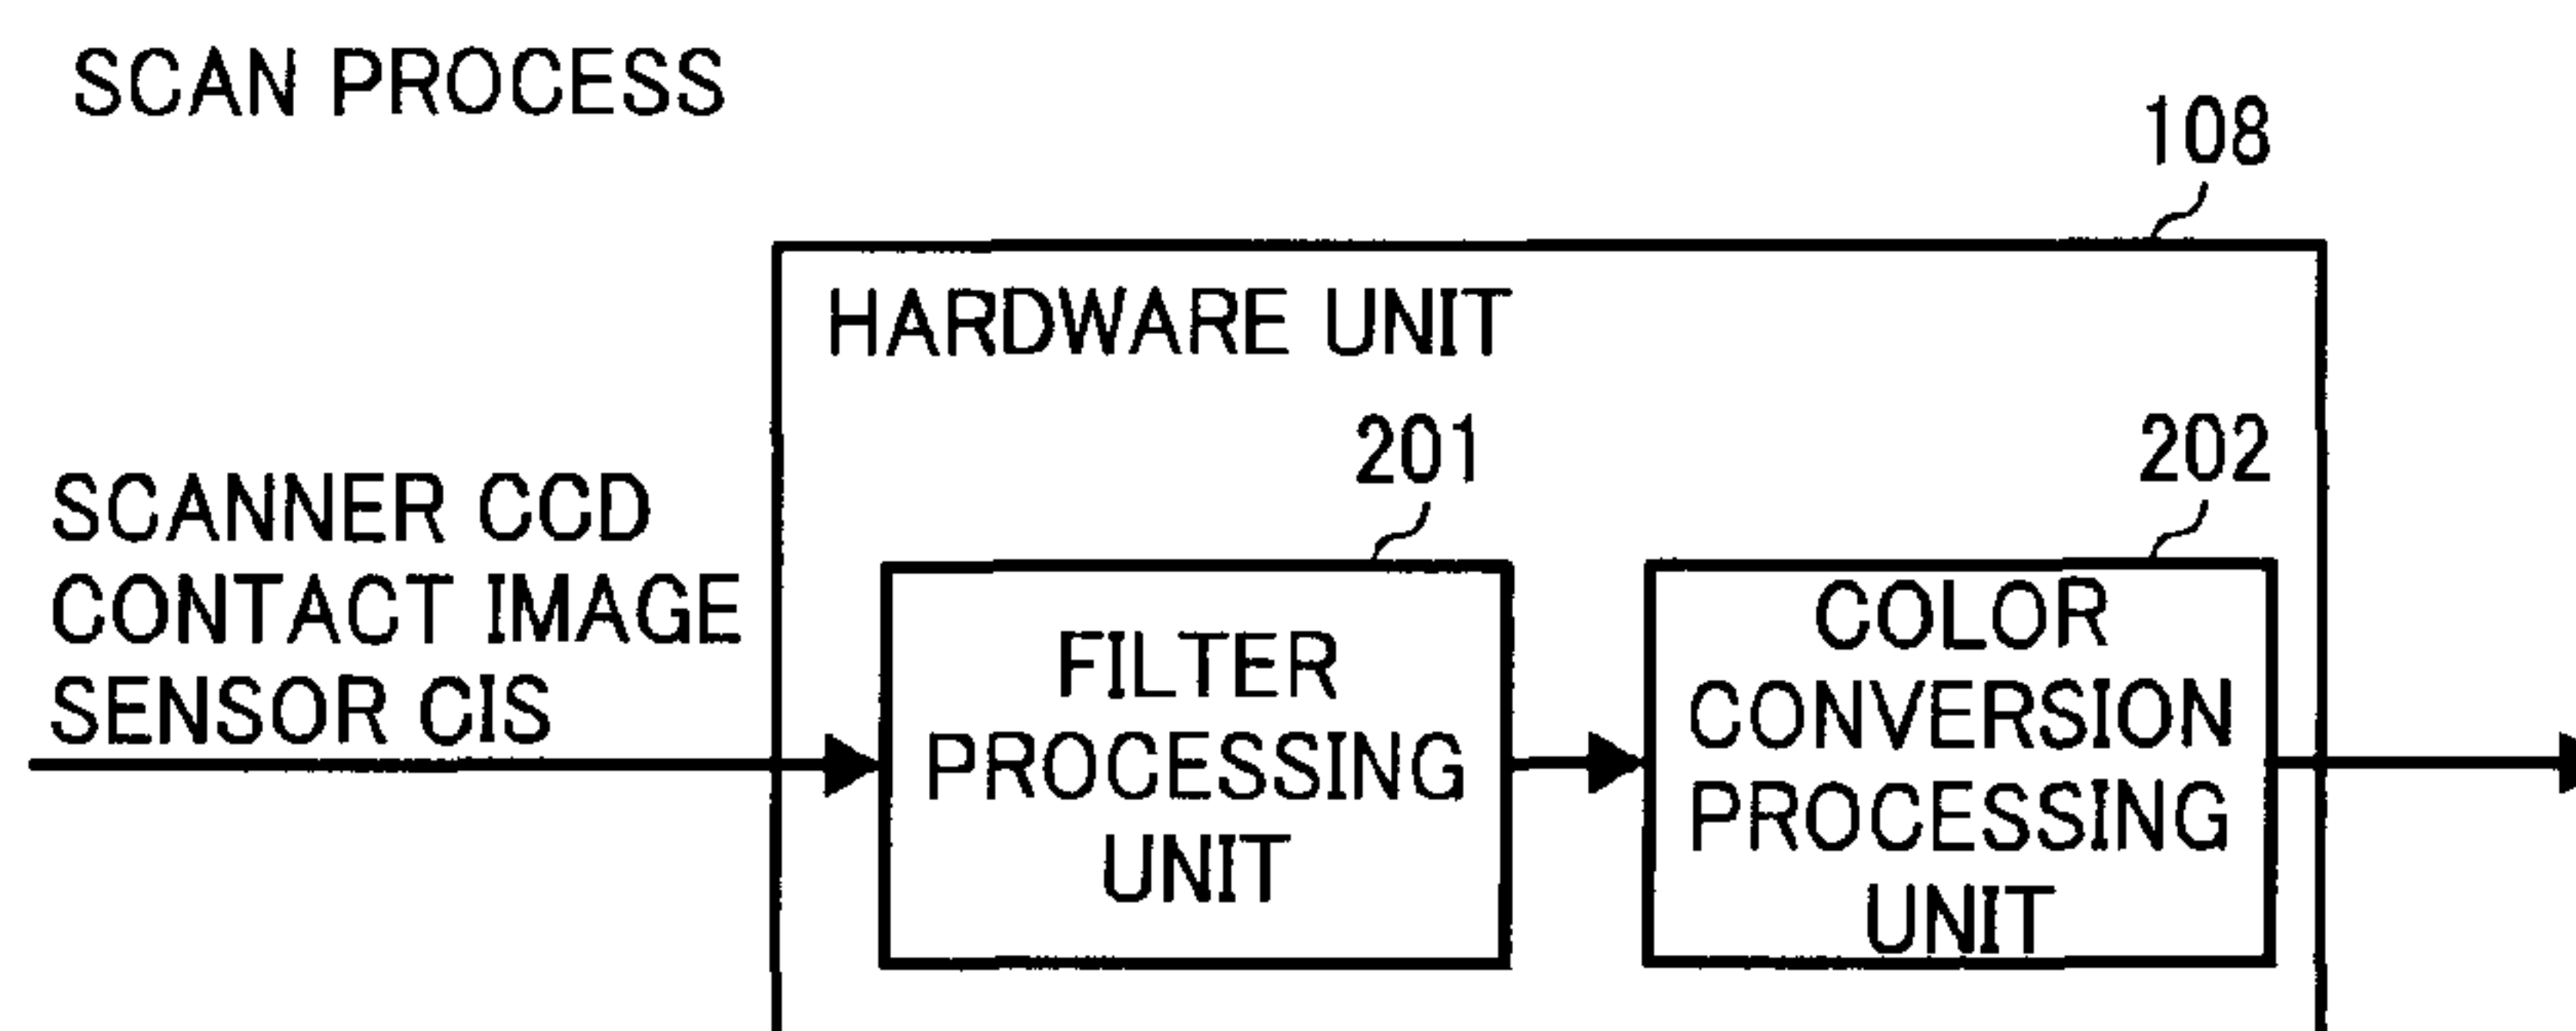 SCAN PROCESS
108
HARDWARE UNIT
201
202
SCANNER CCD
CONTACT IMAGE
SENSOR CIS
FILTER
PROCESSING
UNIT
COLOR
CONVERSION
PROCESSING
UNIT